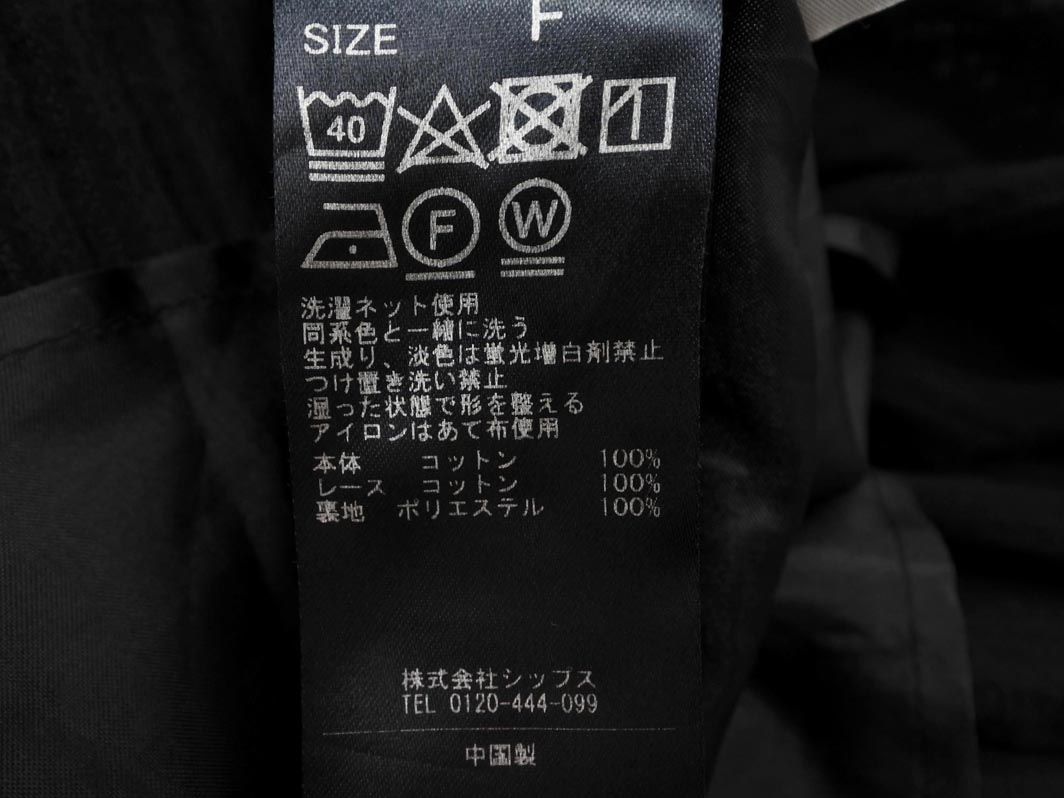 SIZE F
40
F W
洗濯ネット使用
同系色と一緒に洗う
生成り、淡色は蛍光増白剤禁止
つけ置き洗い禁止
湿った状態で形を整える
アイロンはあて布使用
本体 コットン 100%
レース コットン 100%
裏地 ポリエステル 100%
株式会社シップス
TEL 0120-444-099
中国製